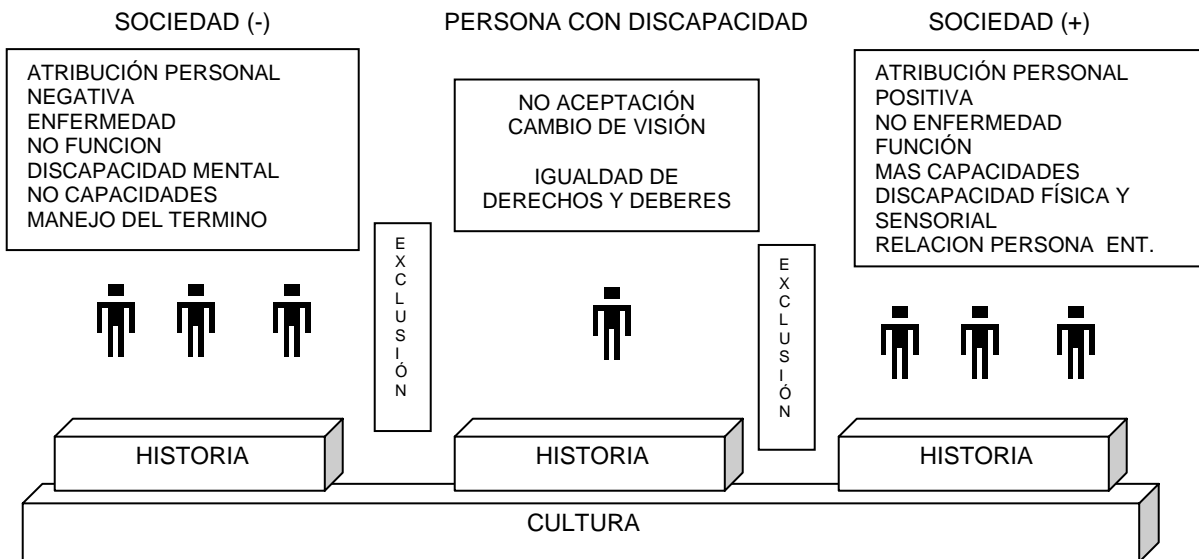 SOCIEDAD (-)
PERSONA CON DISCAPACIDAD
SOCIEDAD (+)
ATRIBUCIÓN PERSONAL
NEGATIVA
ENFERMEDAD
NO FUNCION
DISCAPACIDAD MENTAL
NO CAPACIDADES
MANEJO DEL TERMINO
EXCLUSIÓN
NO ACEPTACIÓN
CAMBIO DE VISIÓN
IGUALDAD DE
DERECHOS Y DEBERES
EXCLUSIÓN
ATRIBUCIÓN PERSONAL
POSITIVA
NO ENFERMEDAD
FUNCIÓN
MAS CAPACIDADES
DISCAPACIDAD FÍSICA Y
SENSORIAL
RELACION PERSONA ENT.
HISTORIA
HISTORIA
HISTORIA
CULTURA